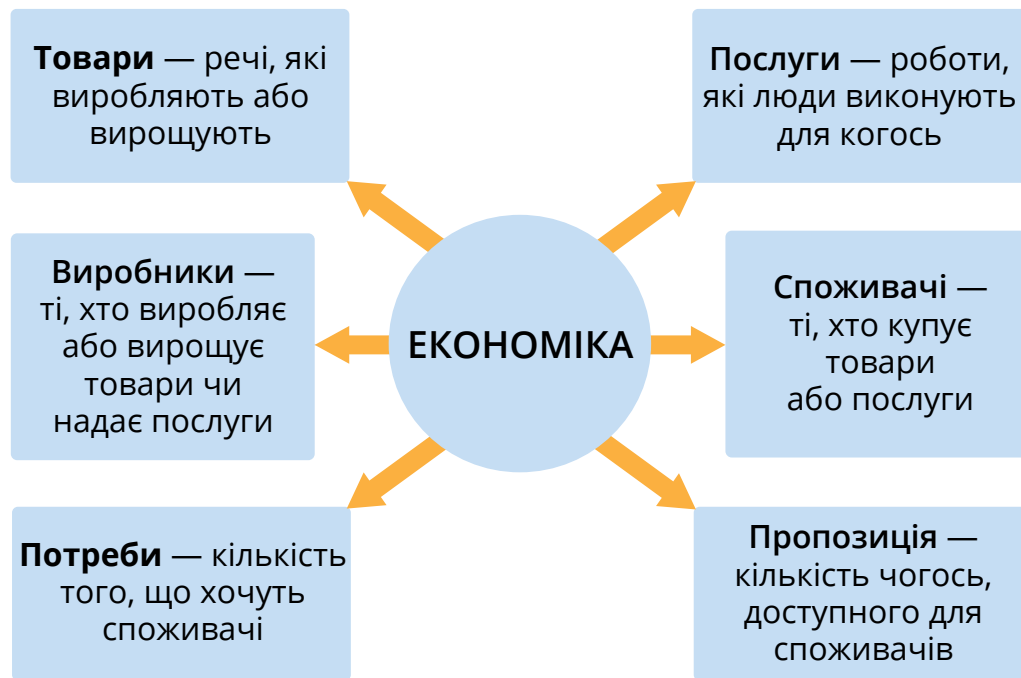 Товари — речі, які
виробляють або
вирощують
Послуги — роботи,
які люди виконують
для когось
Виробники —
ті, хто виробляє
або вирощує
товари чи
надає послуги
ЕКОНОМІКА
Споживачі —
ті, хто купує
товари
або послуги
Потреби — кількість
того, що хочуть
споживачі
Пропозиція —
кількість чогось,
доступного для
споживачів